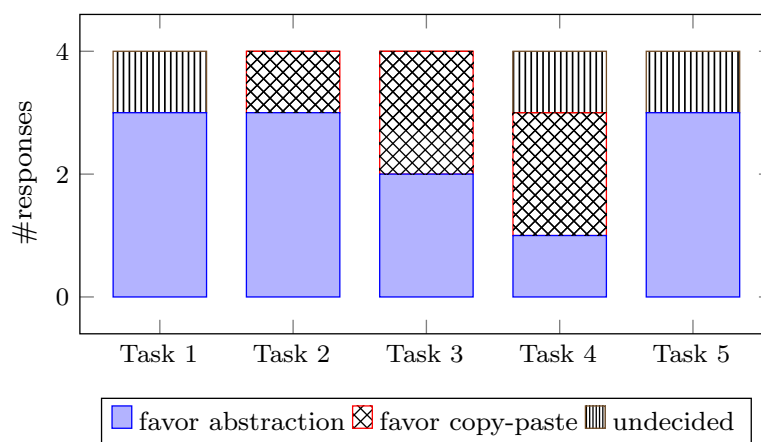 4
2
0
#responses
Task 1 Task 2 Task 3 Task 4 Task 5
favor abstraction favor copy-paste undecided